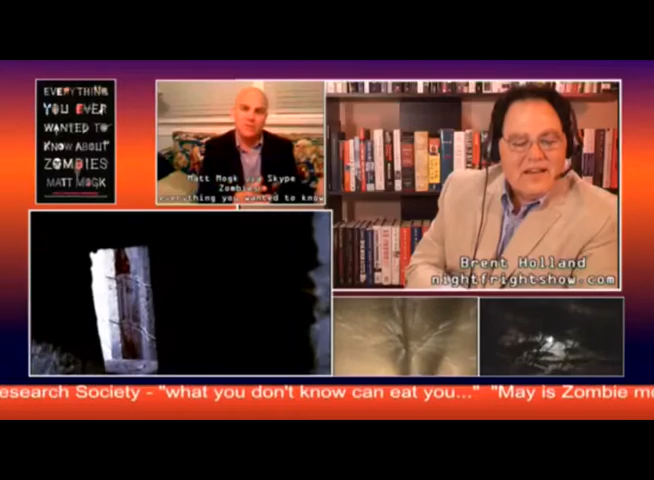 EVERYTHING
YOU EVER
WANTED TO
KNOW ABOUT
ZOMBIES
MATT MOGK
Matt Mogk via Skype
Zombies
everything you wanted to know
Brent Holland
nightfrightshow.com
esearch Society - "what you don't know can eat you..." "May is Zombie m